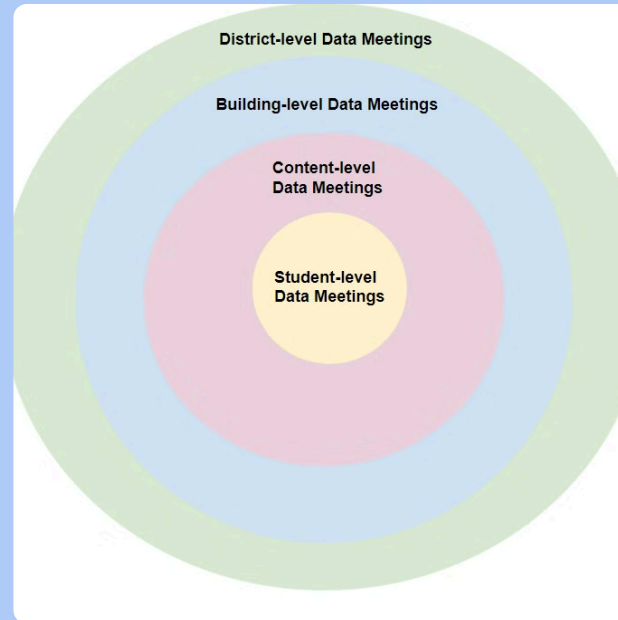 District-level Data Meetings
Building-level Data Meetings
Content-level
Data Meetings
Student-level
Data Meetings